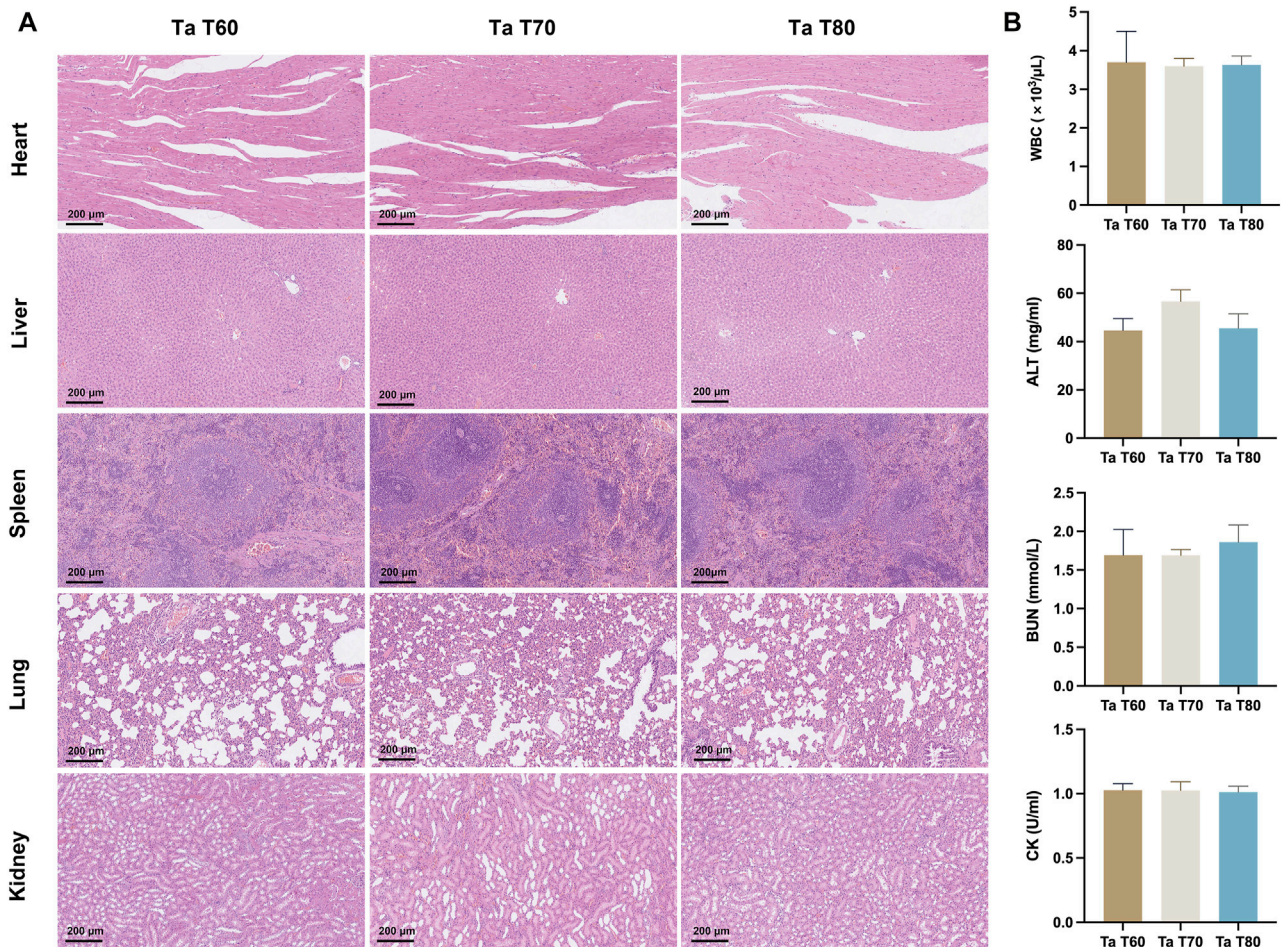 A
Ta T60
Ta T70
Ta T80
Heart
200 μm
200 μm
200 μm
Liver
200 μm
200 μm
200 μm
Spleen
200 μm
200 μm
200μm
Lung
200 μm
200 μm
200 μm
Kidney
200 μm
200 μm
200 μm
B
WBC ( × 10³/μL)
5
4
3
2
1
0
Ta T60
Ta T70
Ta T80
ALT (mg/ml)
80
60
40
20
0
Ta T60
Ta T70
Ta T80
BUN (mmol/L)
2.5
2.0
1.5
1.0
0.5
0.0
Ta T60
Ta T70
Ta T80
CK (U/ml)
1.5
1.0
0.5
0.0
Ta T60
Ta T70
Ta T80